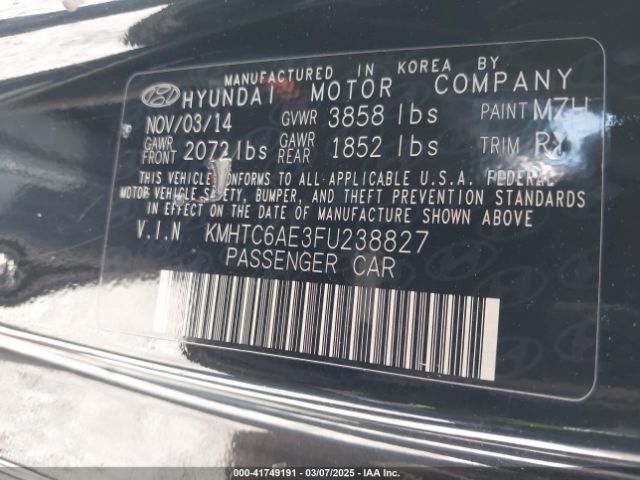 MANUFACTURED IN KOREA BY
HYUNDAI MOTOR COMPANY
NOV/03/14 GVWR 3858 lbs PAINT MZH
GAWR FRONT 2072 lbs GAWR REAR 1852 lbs TRIM RY
THIS VEHICLE CONFORMS TO ALL APPLICABLE U.S.A. FEDERAL
MOTOR VEHICLE SAFETY, BUMPER, AND THEFT PREVENTION STANDARDS
IN EFFECT ON THE DATE OF MANUFACTURE SHOWN ABOVE
V.I.N KMHTC6AE3FU238827
PASSENGER CAR
000-41749191 - 03/07/2025 - IAA Inc.